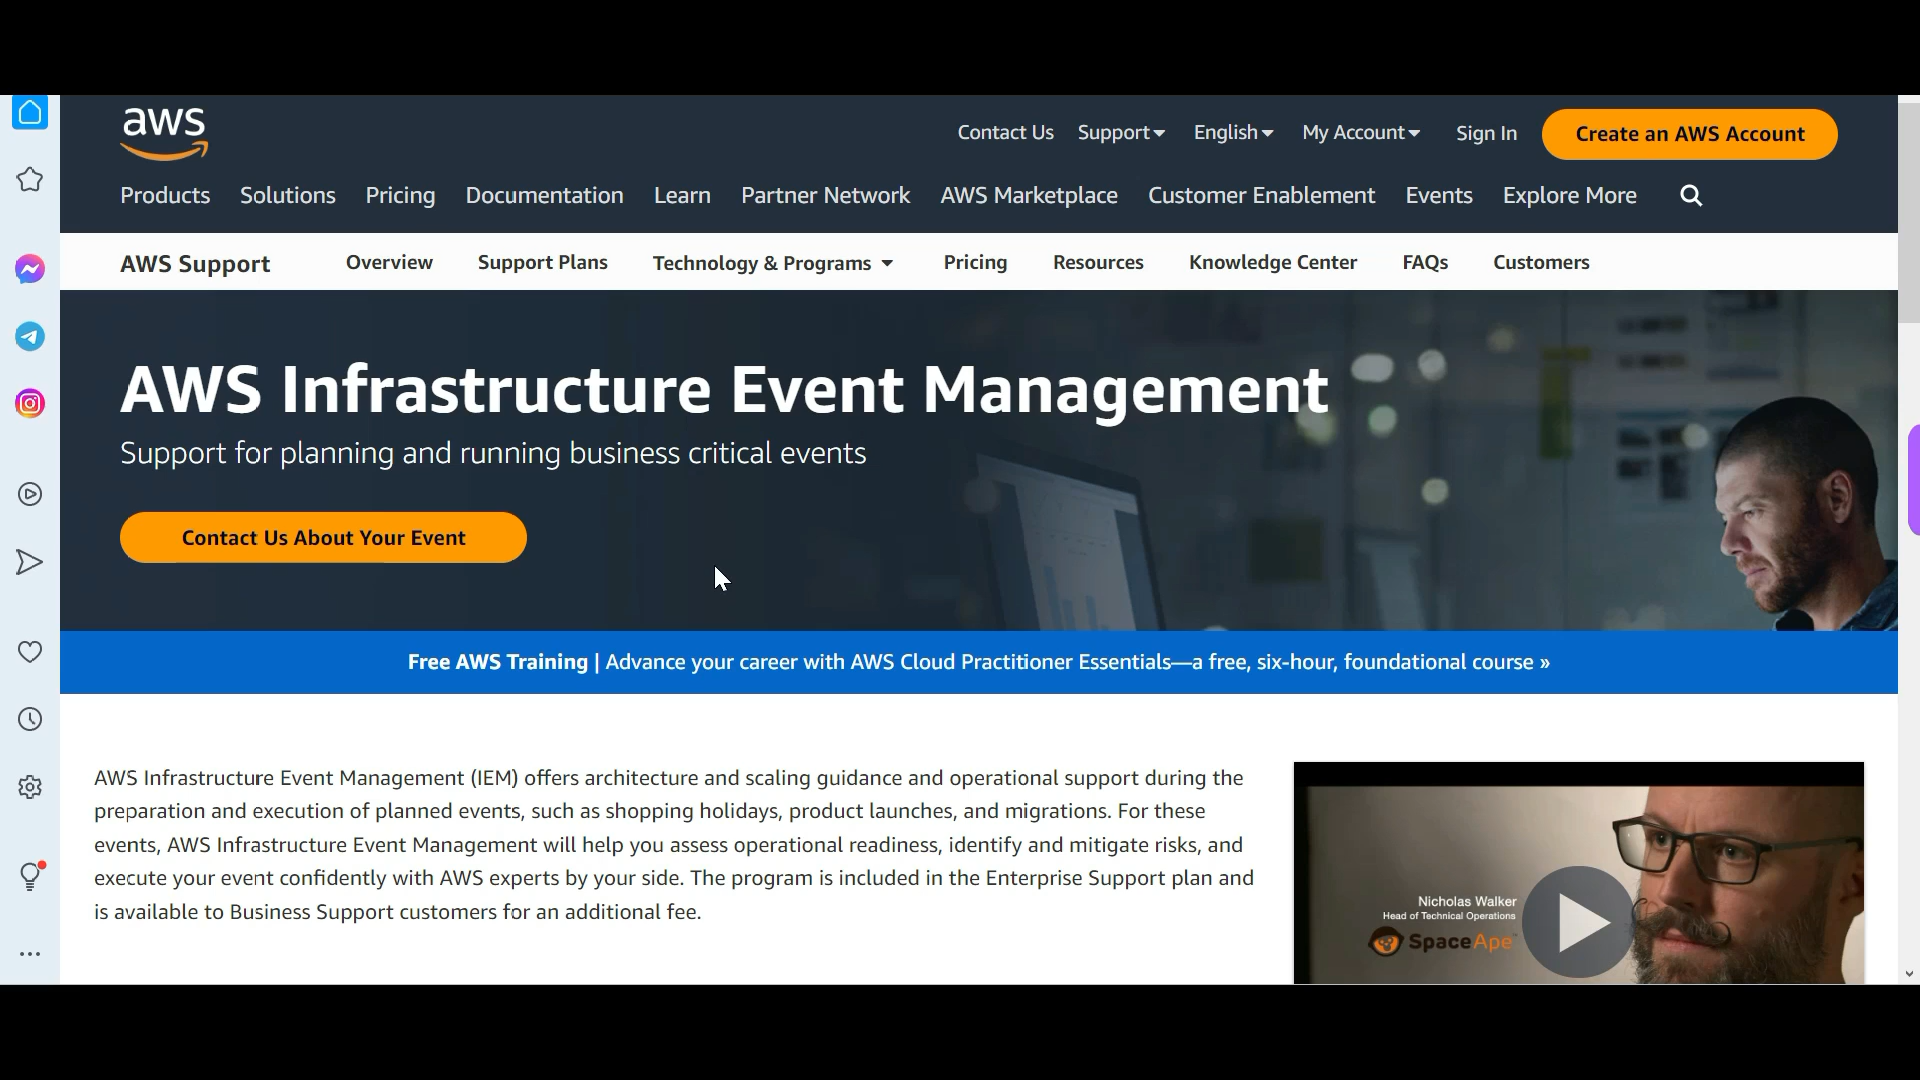 aws
Contact Us Support English My Account Sign In Create an AWS Account
Products Solutions Pricing Documentation Learn Partner Network AWS Marketplace Customer Enablement Events Explore More
AWS Support Overview Support Plans Technology & Programs Pricing Resources Knowledge Center FAQs Customers
AWS Infrastructure Event Management
Support for planning and running business critical events
Contact Us About Your Event
Free AWS Training | Advance your career with AWS Cloud Practitioner Essentials—a free, six-hour, foundational course »
AWS Infrastructure Event Management (IEM) offers architecture and scaling guidance and operational support during the
preparation and execution of planned events, such as shopping holidays, product launches, and migrations. For these
events, AWS Infrastructure Event Management will help you assess operational readiness, identify and mitigate risks, and
execute your event confidently with AWS experts by your side. The program is included in the Enterprise Support plan and
is available to Business Support customers for an additional fee.
Nicholas Walker
Head of Technical Operations
SpaceApe